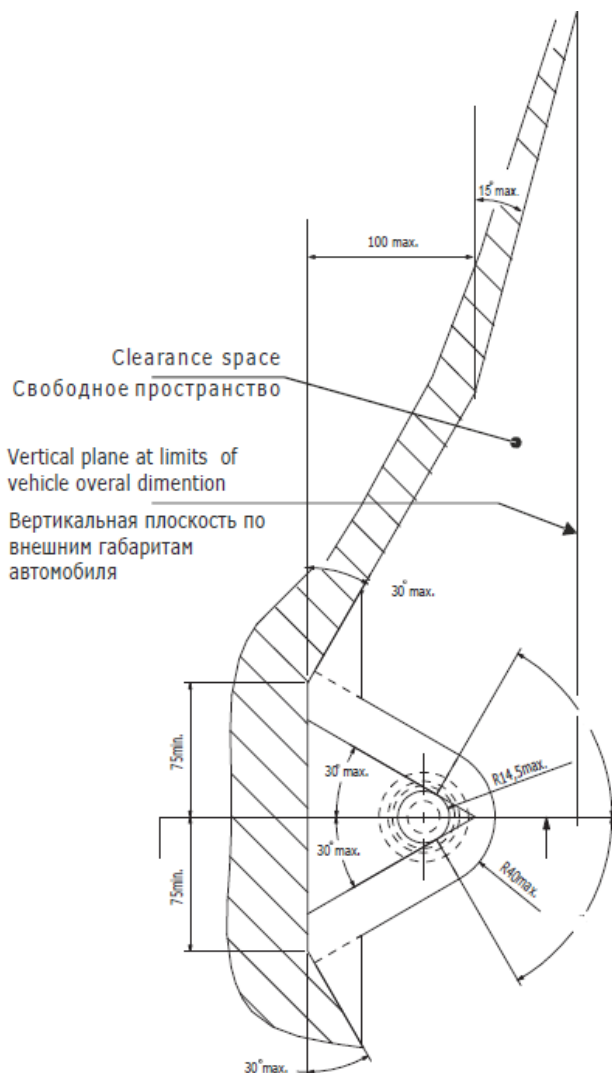 15° max.
100 max.
Clearance space
Свободное пространство
Vertical plane at limits of
vehicle overal dimention
Вертикальная плоскость по
внешним габаритам
автомобиля
30° max.
75min.
30° max.
R14,5max.
30° max.
75min.
R40max.
30° max.